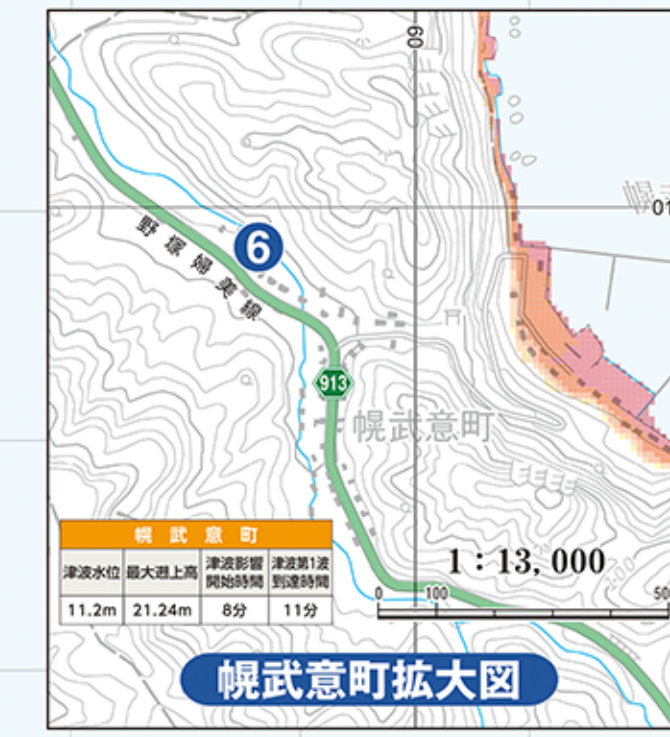 60
01
6
野塚婦美線
913
幌武意町
幌武意町
津波水位 最大遡上高 津波影響開始時間 津波第1波到達時間
11.2m 21.24m 8分 11分
1：13,000
0 100 50
幌武意町拡大図